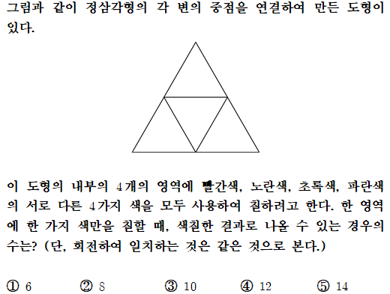 그림과 같이 정삼각형의 각 변의 중점을 연결하여 만든 도형이
있다.
이 도형의 내부의 4개의 영역에 빨간색, 노란색, 초록색, 파란색
의 서로 다른 4가지 색을 모두 사용하여 칠하려고 한다. 한 영역
에 한 가지 색만을 칠할 때, 색칠한 결과로 나올 수 있는 경우의
수는? (단, 회전하여 일치하는 것은 같은 것으로 본다.)
① 6 ② 8 ③ 10 ④ 12 ⑤ 14